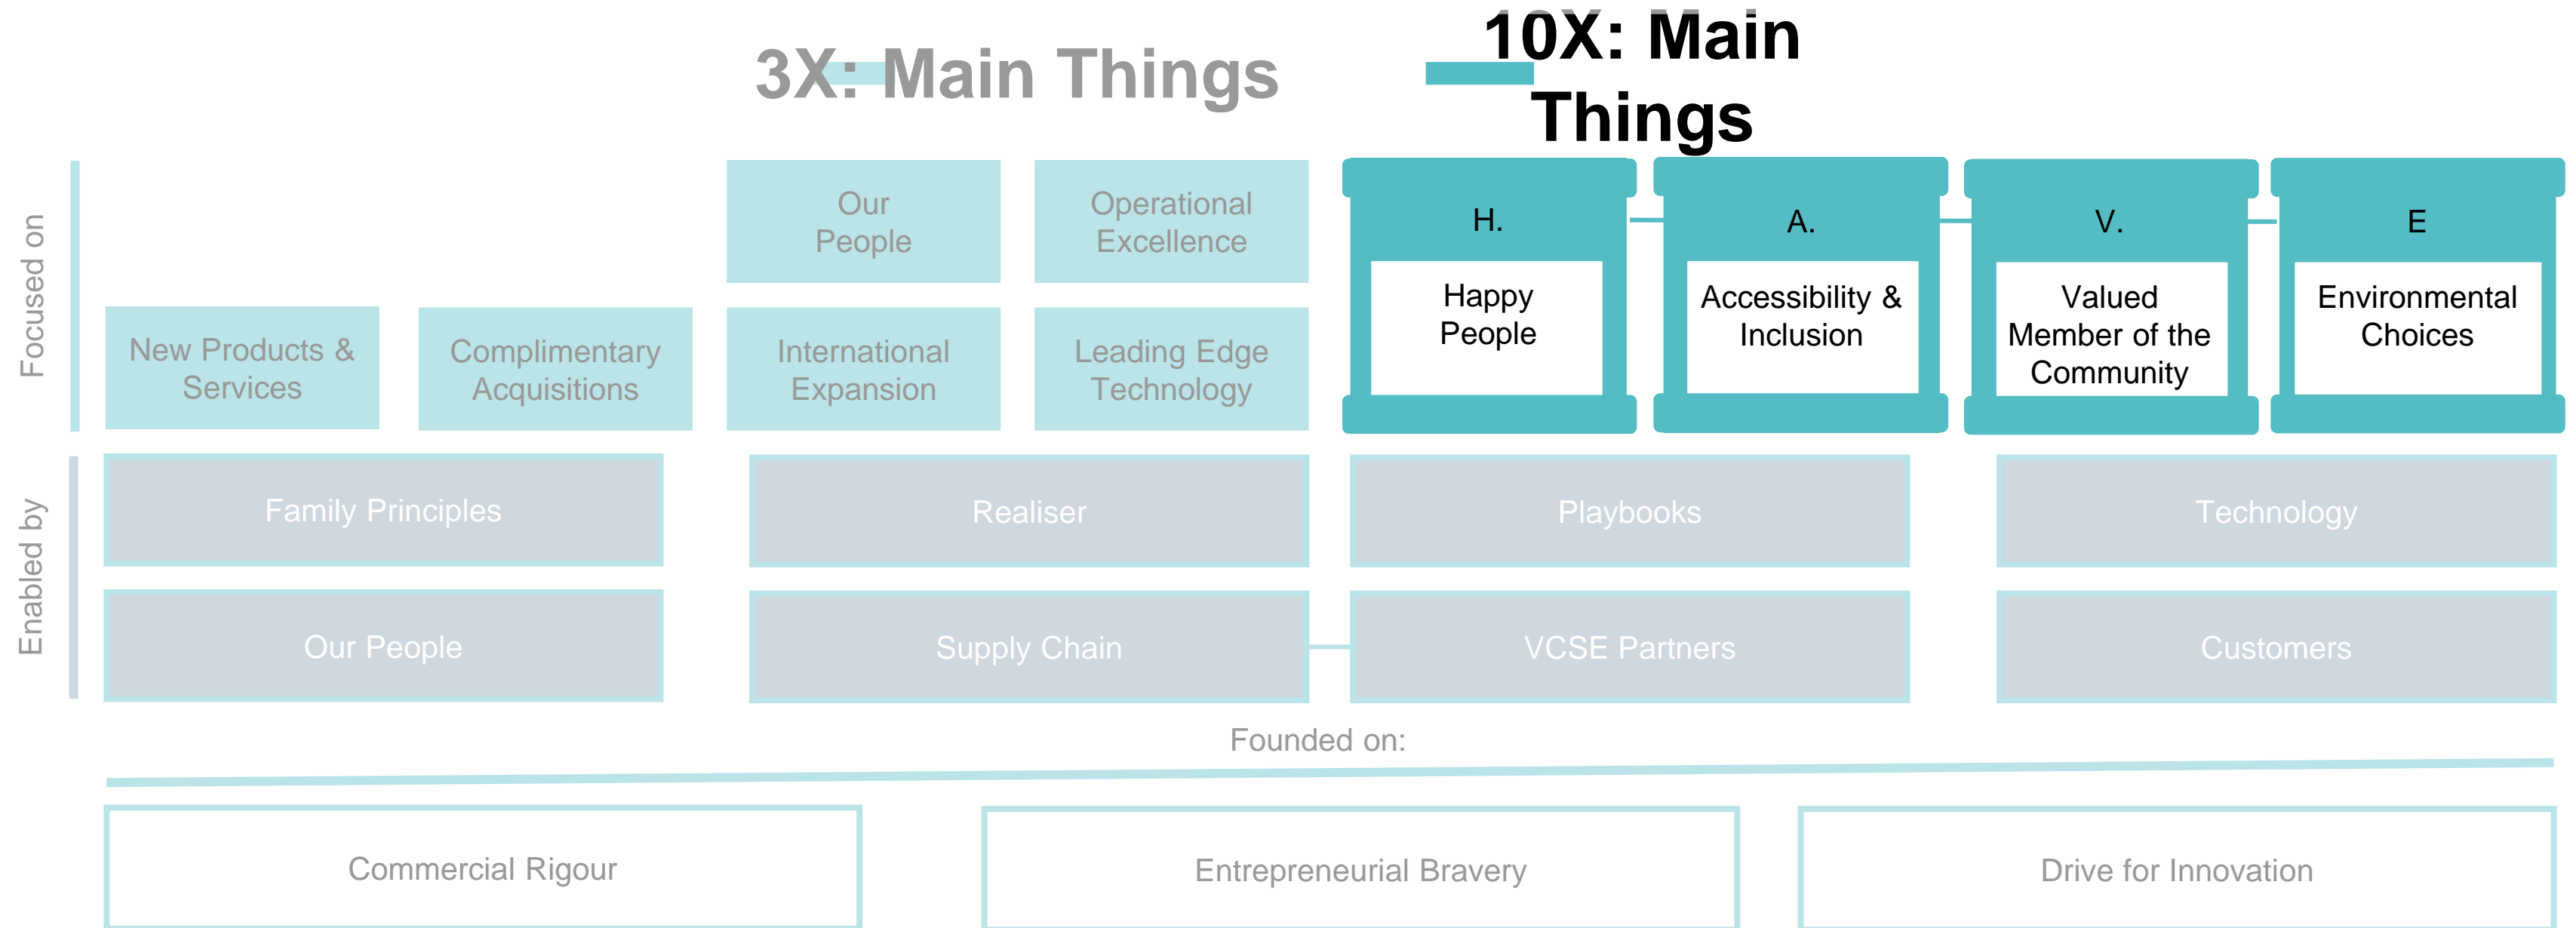 3X: Main Things
10X: Main
Things
Focused on
Our
People
Operational
Excellence
New Products &
Services
Complimentary
Acquisitions
International
Expansion
Leading Edge
Technology
H.
Happy
People
A.
Accessibility &
Inclusion
V.
Valued
Member of the
Community
E
Environmental
Choices
Enabled by
Family Principles
Realiser
Playbooks
Technology
Our People
Supply Chain
VCSE Partners
Customers
Founded on:
Commercial Rigour
Entrepreneurial Bravery
Drive for Innovation